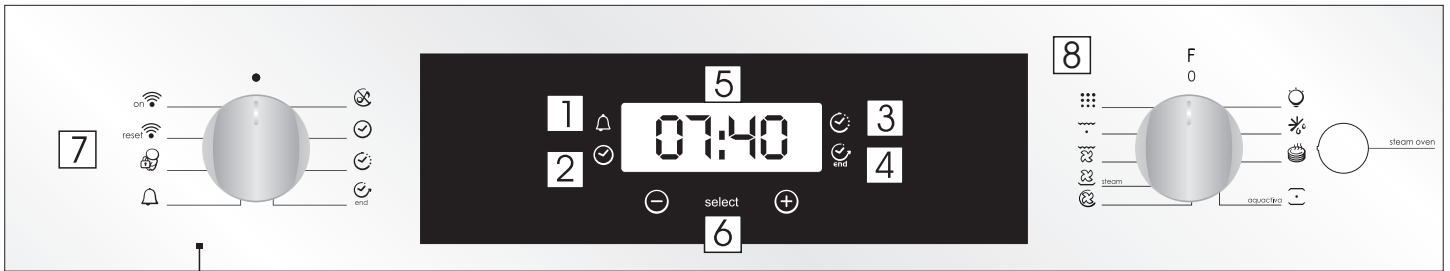 on
reset
7
end
1
2
5
07:40
3
4
end
select
6
8
F
0
steam
aquactiva
steam oven